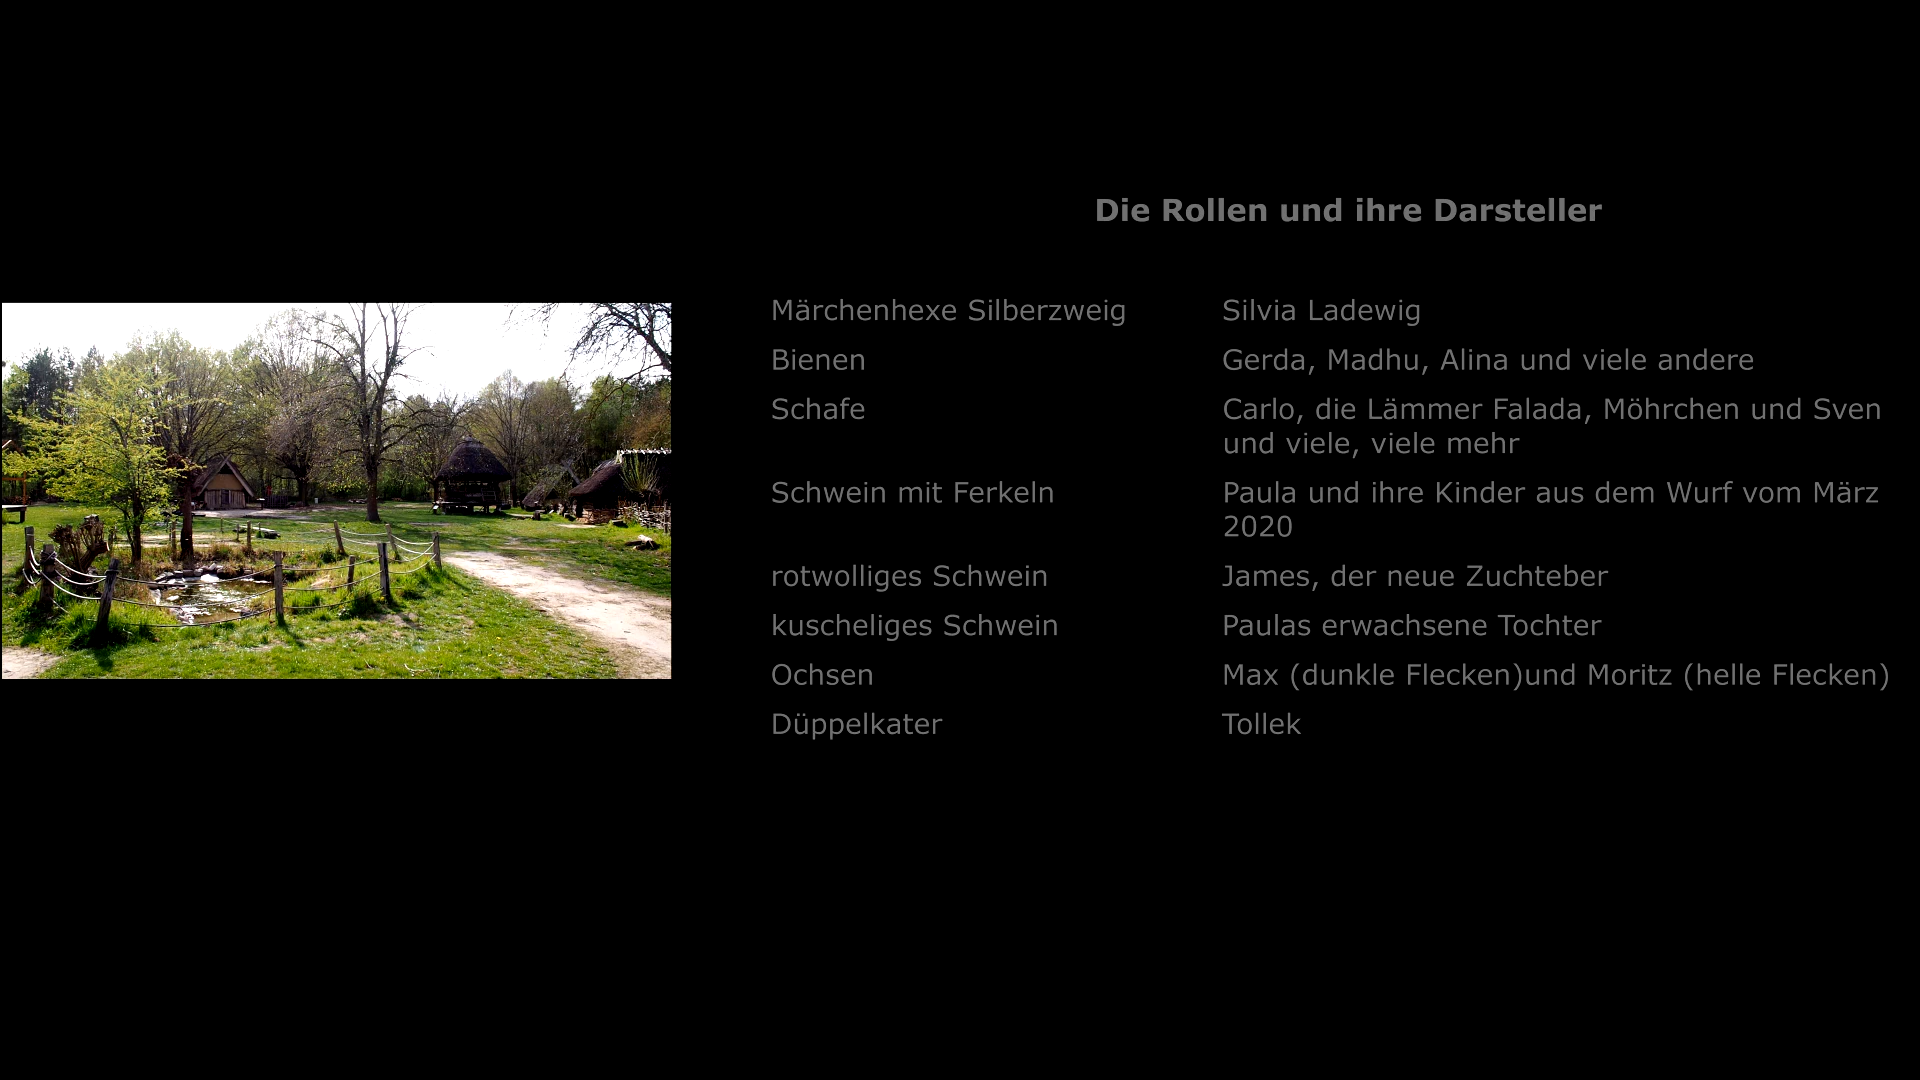 Die Rollen und ihre Darsteller
Märchenhexe Silberzweig Silvia Ladewig
Bienen Gerda, Madhu, Alina und viele andere
Schafe Carlo, die Lämmer Falada, Möhrchen und Sven
und viele, viele mehr
Schwein mit Ferkeln Paula und ihre Kinder aus dem Wurf vom März
2020
rotwolliges Schwein James, der neue Zuchteber
kuscheliges Schwein Paulas erwachsene Tochter
Ochsen Max (dunkle Flecken)und Moritz (helle Flecken)
Düppelkater Tollek